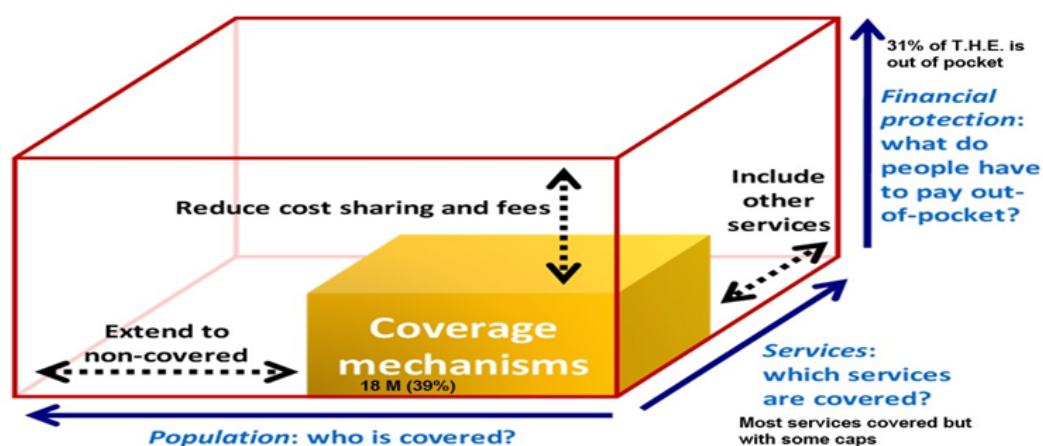 31% of T.H.E. is
out of pocket
Financial
protection:
what do
people have
to pay out-
of-pocket?
Include
other
services
Reduce cost sharing and fees
Extend to
non-covered
Coverage
mechanisms
18 M (39%)
Services:
which services
are covered?
Most services covered but
with some caps
Population: who is covered?